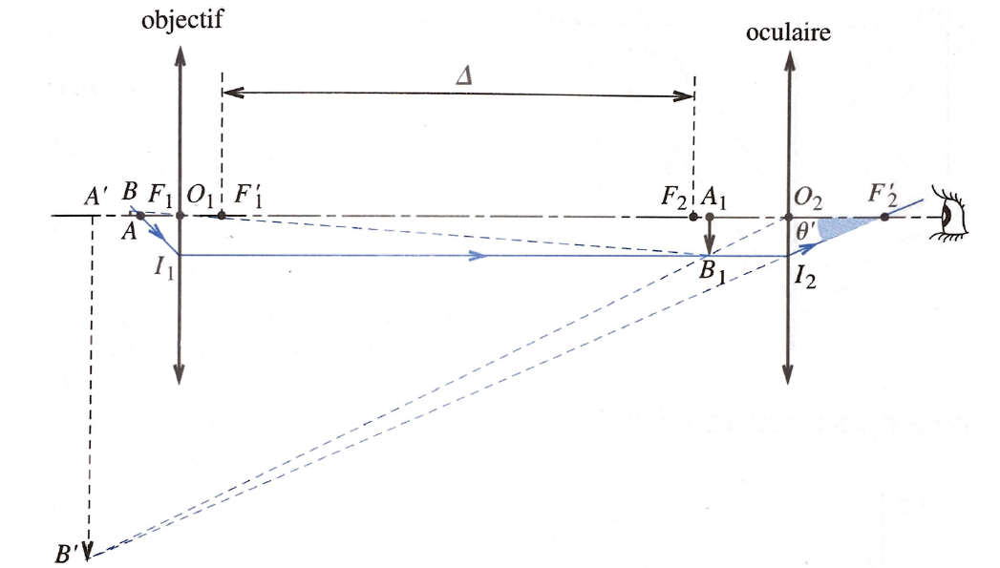 objectif
oculaire
Δ
A' B F₁ O₁ F'₁ F₂ A₁ O₂ F'₂
A θ'
I₁ B₁ I₂
B'